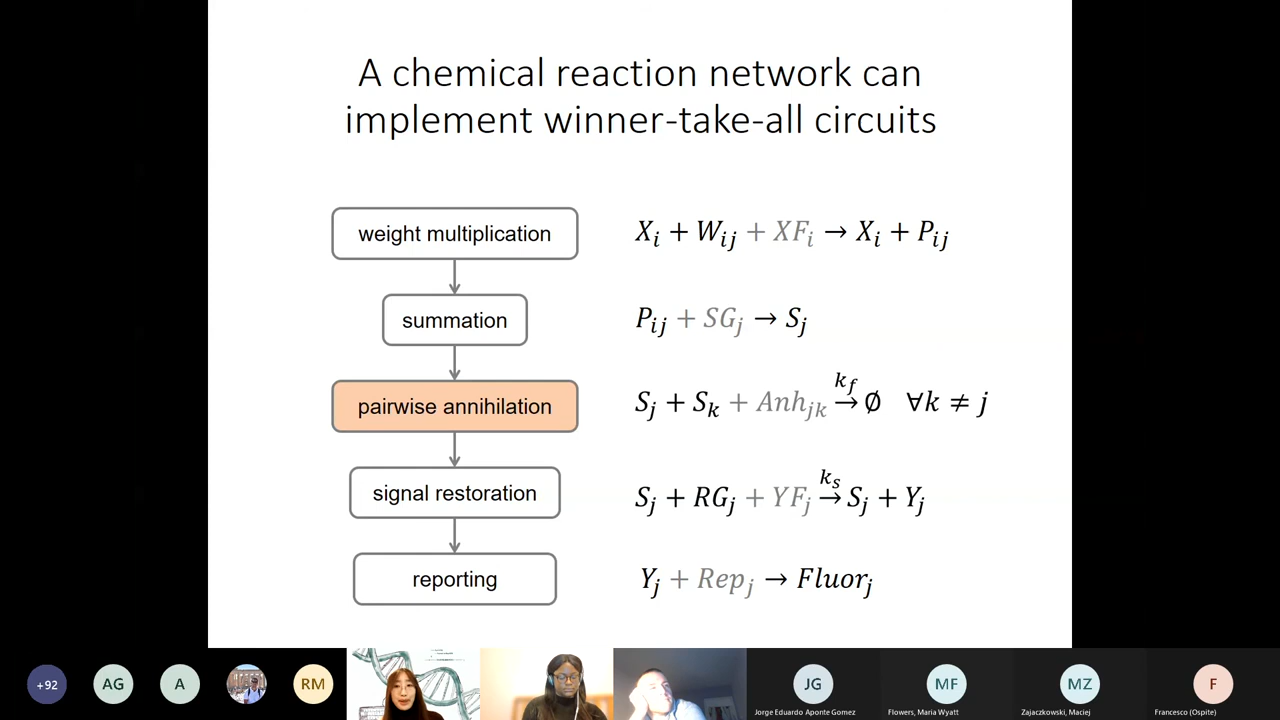 A chemical reaction network can
implement winner-take-all circuits
weight multiplication
X_i + W_ij + XF_i → X_i + P_ij
summation
P_ij + SG_j → S_j
pairwise annihilation
S_j + S_k + Anh_jk →^{k_f} ∅ ∀k ≠ j
signal restoration
S_j + RG_j + YF_j →^{k_s} S_j + Y_j
reporting
Y_j + Rep_j → Fluor_j
+92
AG
A
RM
JG
MF
MZ
F
Jorge Eduardo Aponte Gomez
Flowers, Maria Wyatt
Zajaczkowski, Maciej
Francesco (Ospite)